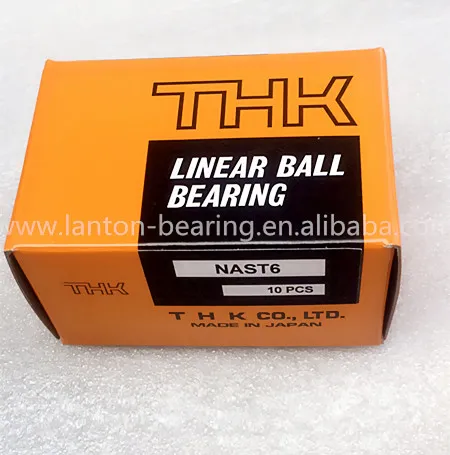 THK
LINEAR BALL
BEARING
www.lanton-bearing.en.alibaba.com
NAST6
THK
10 PCS
T H K CO., LTD.
MADE IN JAPAN